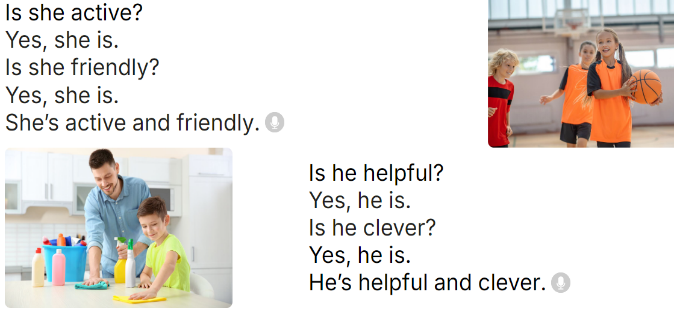 Is she active?
Yes, she is.
Is she friendly?
Yes, she is.
She’s active and friendly.
Is he helpful?
Yes, he is.
Is he clever?
Yes, he is.
He’s helpful and clever.